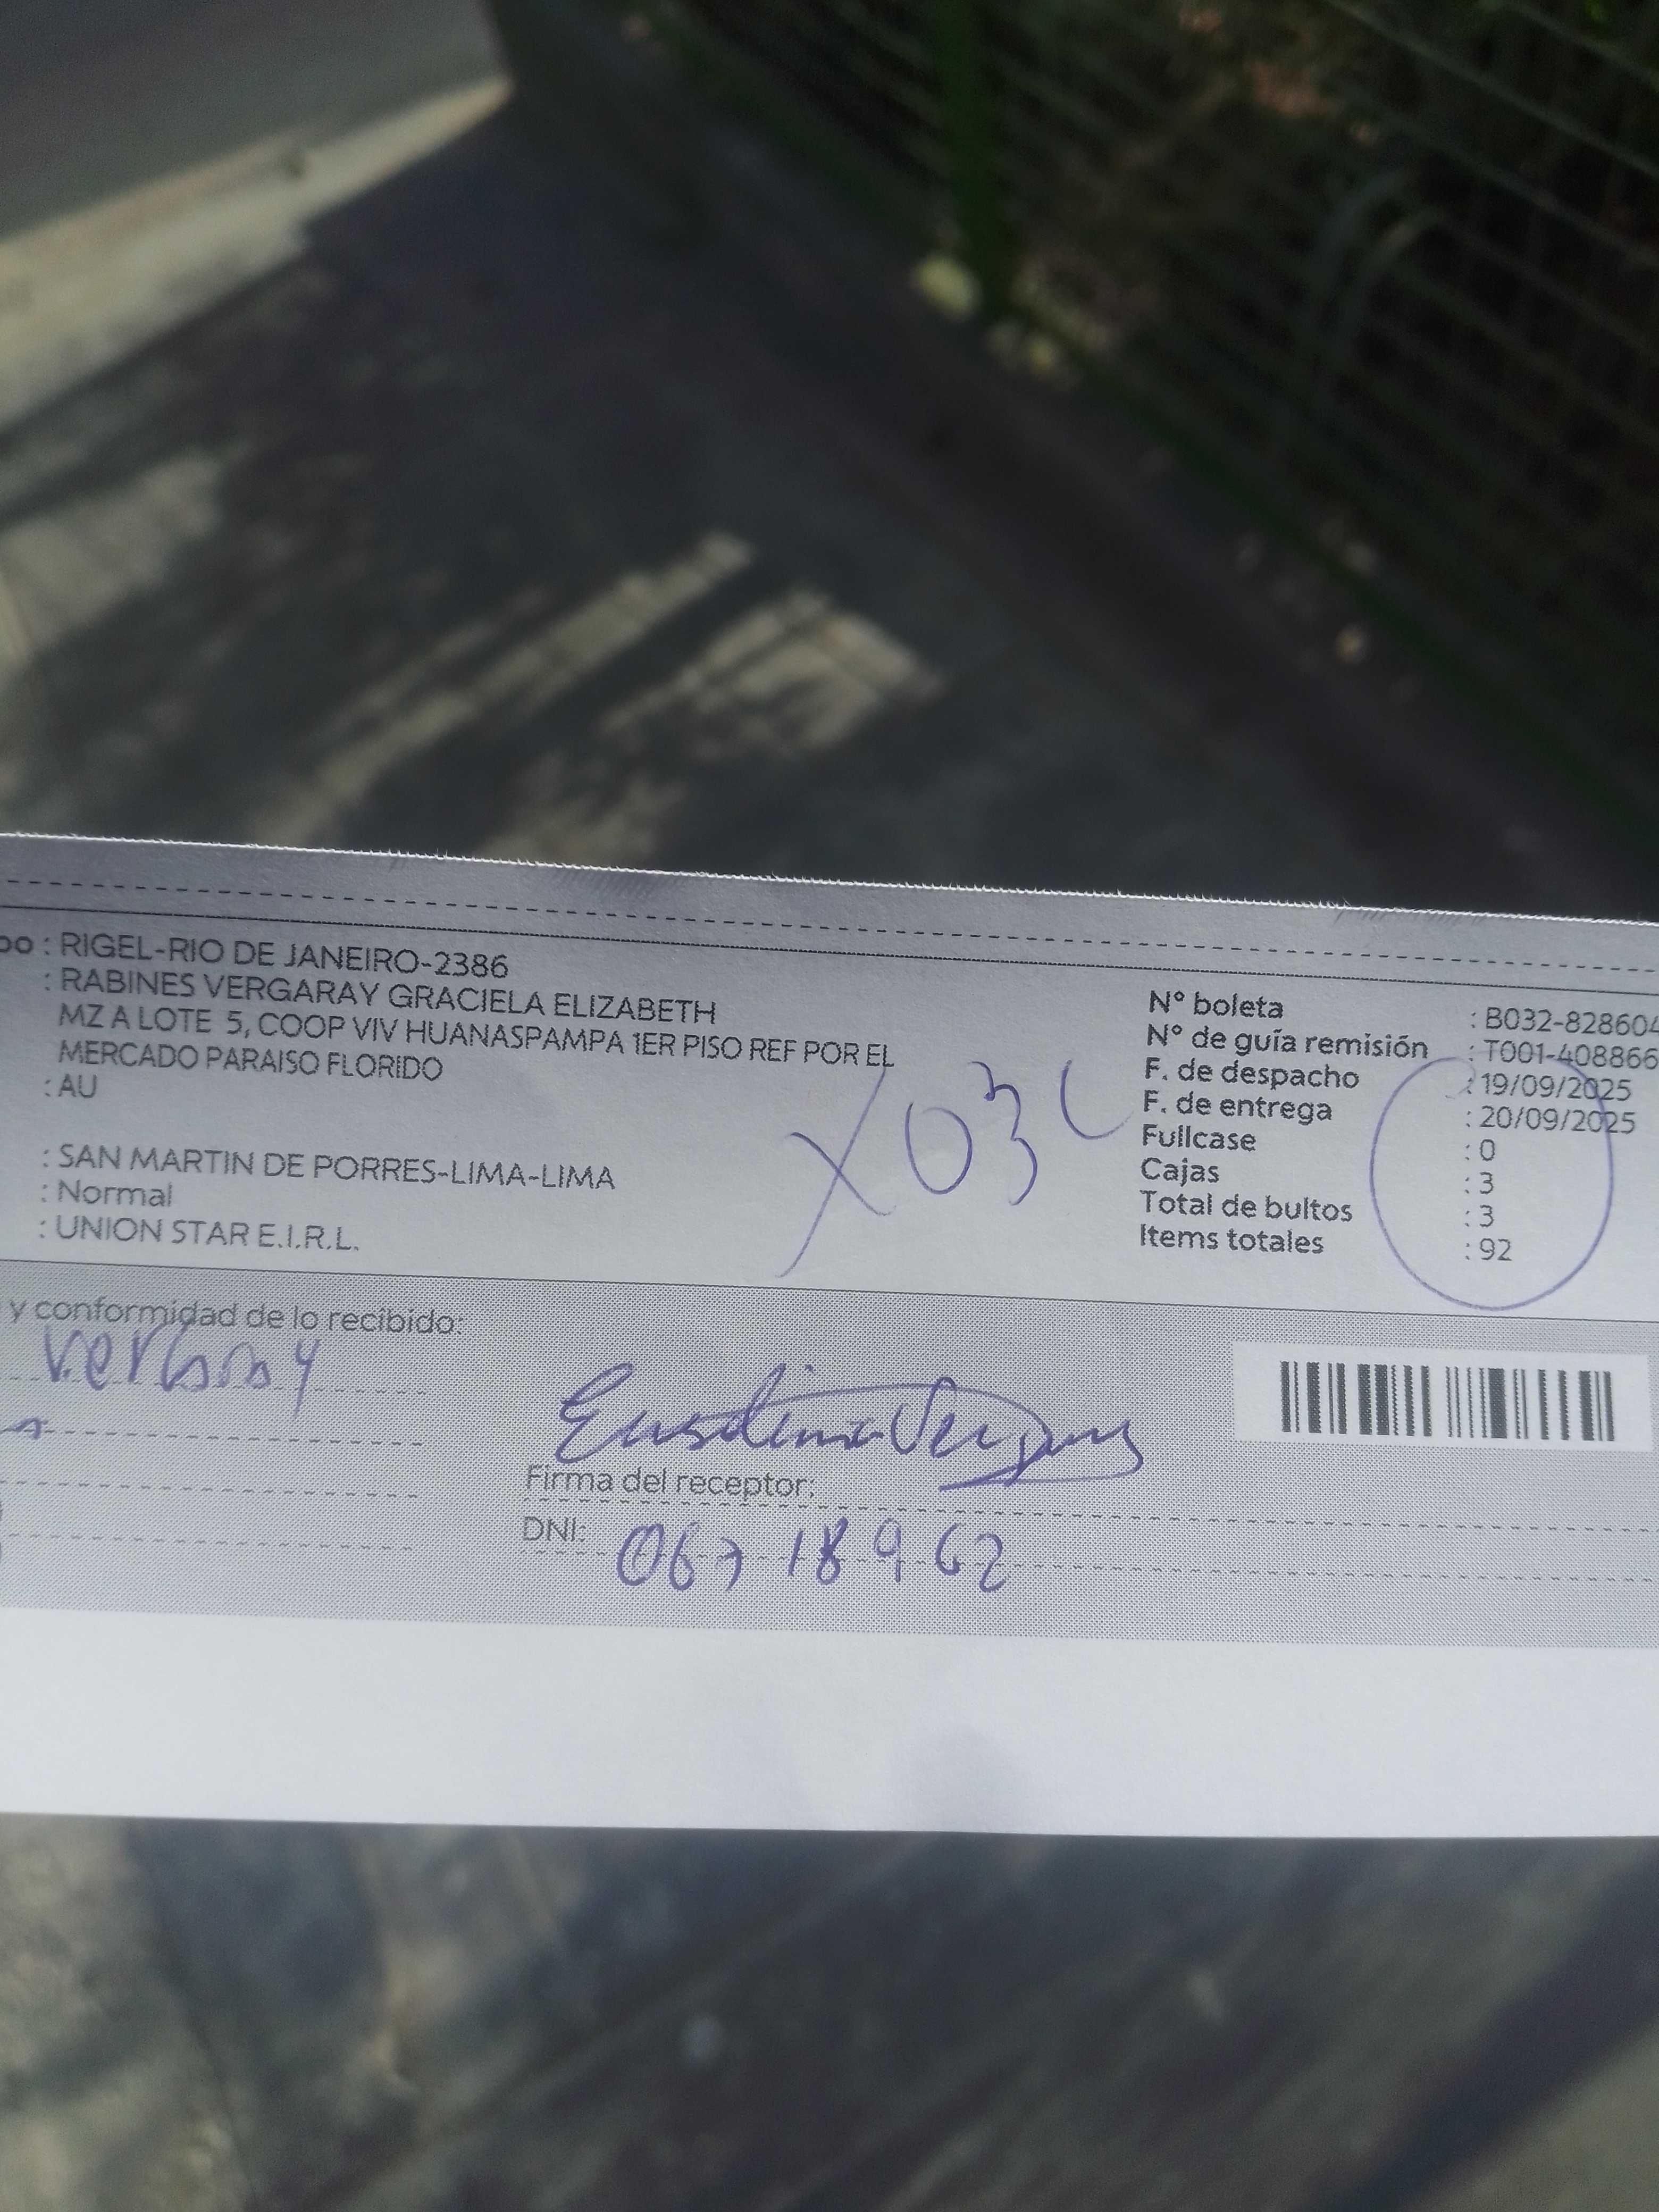 po : RIGEL-RIO DE JANEIRO-2386
: RABINES VERGARAY GRACIELA ELIZABETH
MZ A LOTE 5, COOP VIV HUANASPAMPA 1ER PISO REF POR EL
MERCADO PARAISO FLORIDO
: AU
: SAN MARTIN DE PORRES-LIMA-LIMA
: Normal
: UNION STAR E.I.R.L.
X 03 C
N° boleta : B032-828604
N° de guía remisión : T001-408866
F. de despacho : 19/09/2025
F. de entrega : 20/09/2025
Fullcase : 0
Cajas : 3
Total de bultos : 3
Items totales : 92
y conformidad de lo recibido:
Firma del receptor:
DNI: 06718962